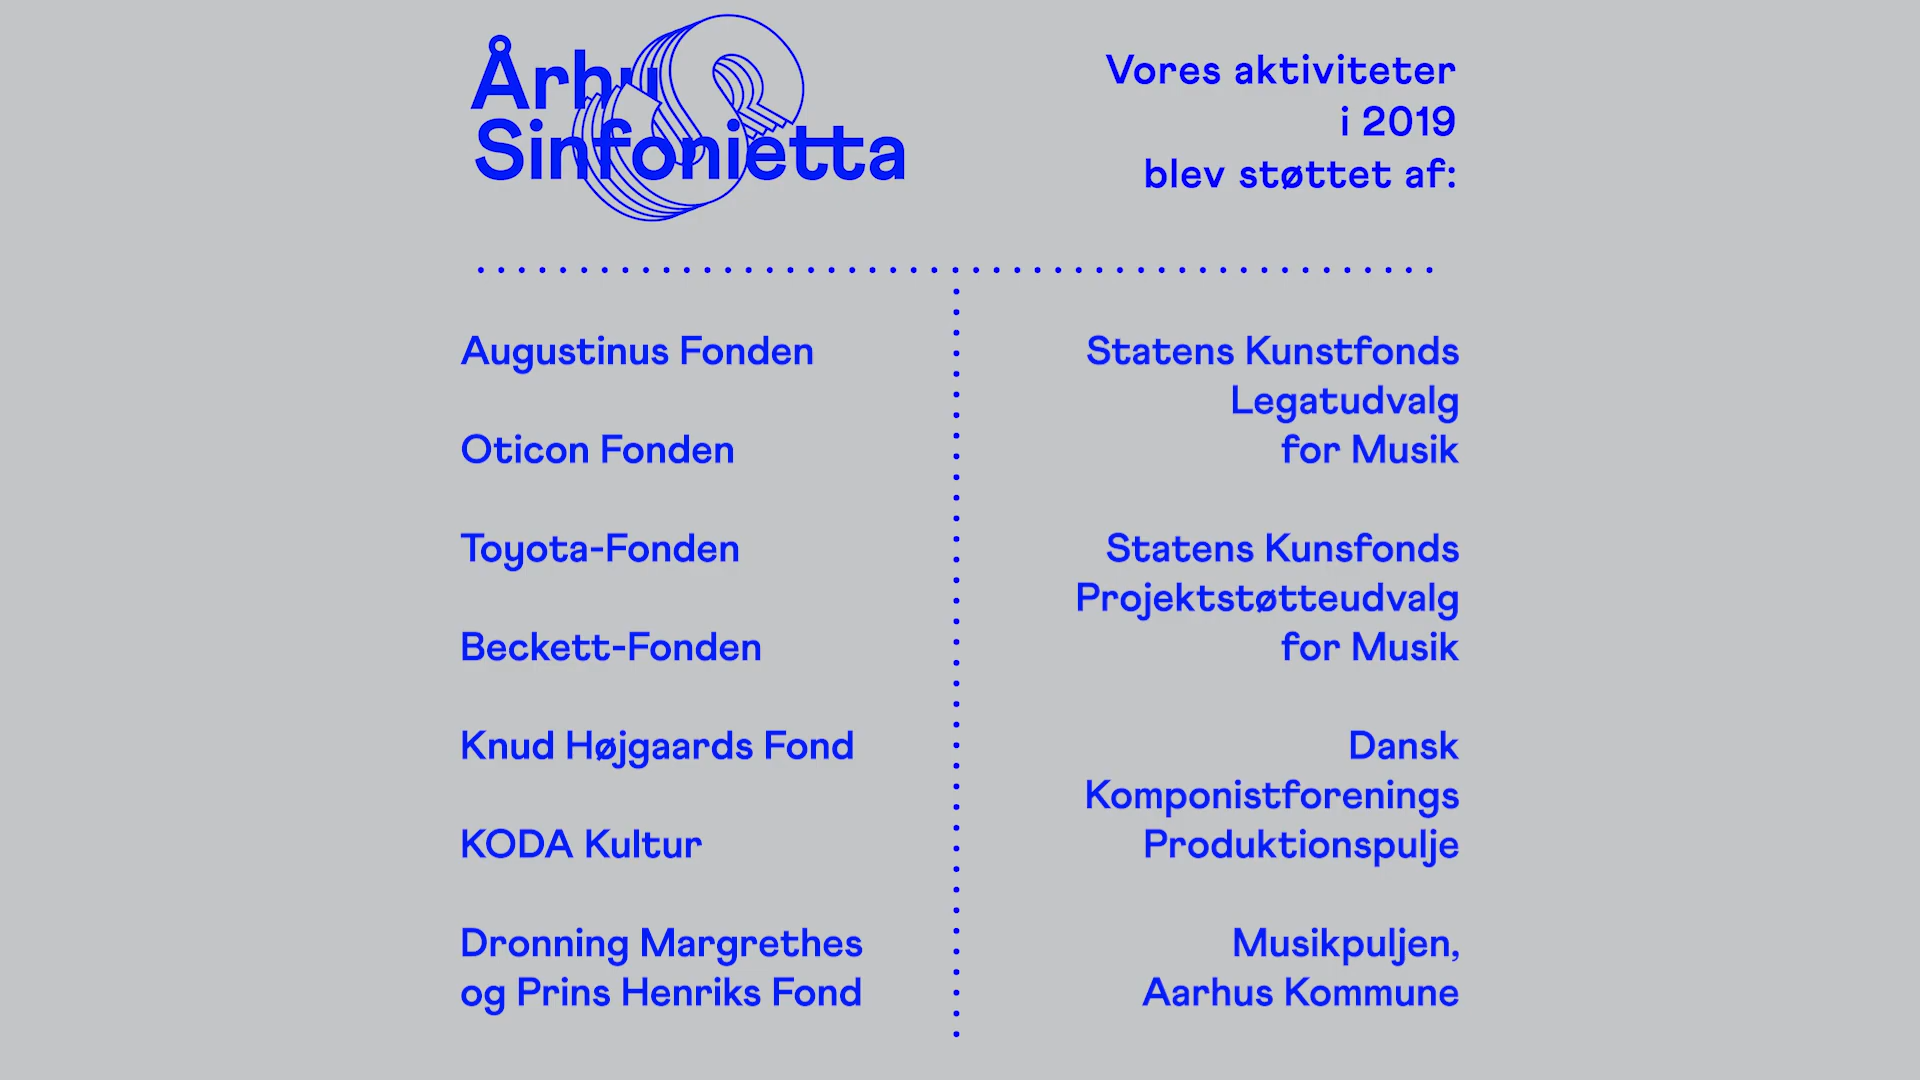 Århus
Sinfonietta
Vores aktiviteter
i 2019
blev støttet af:
Augustinus Fonden
Oticon Fonden
Toyota-Fonden
Beckett-Fonden
Knud Højgaards Fond
KODA Kultur
Dronning Margrethes
og Prins Henriks Fond
Statens Kunstfonds
Legatudvalg
for Musik
Statens Kunsfonds
Projektstøtteudvalg
for Musik
Dansk
Komponistforenings
Produktionspulje
Musikpuljen,
Aarhus Kommune